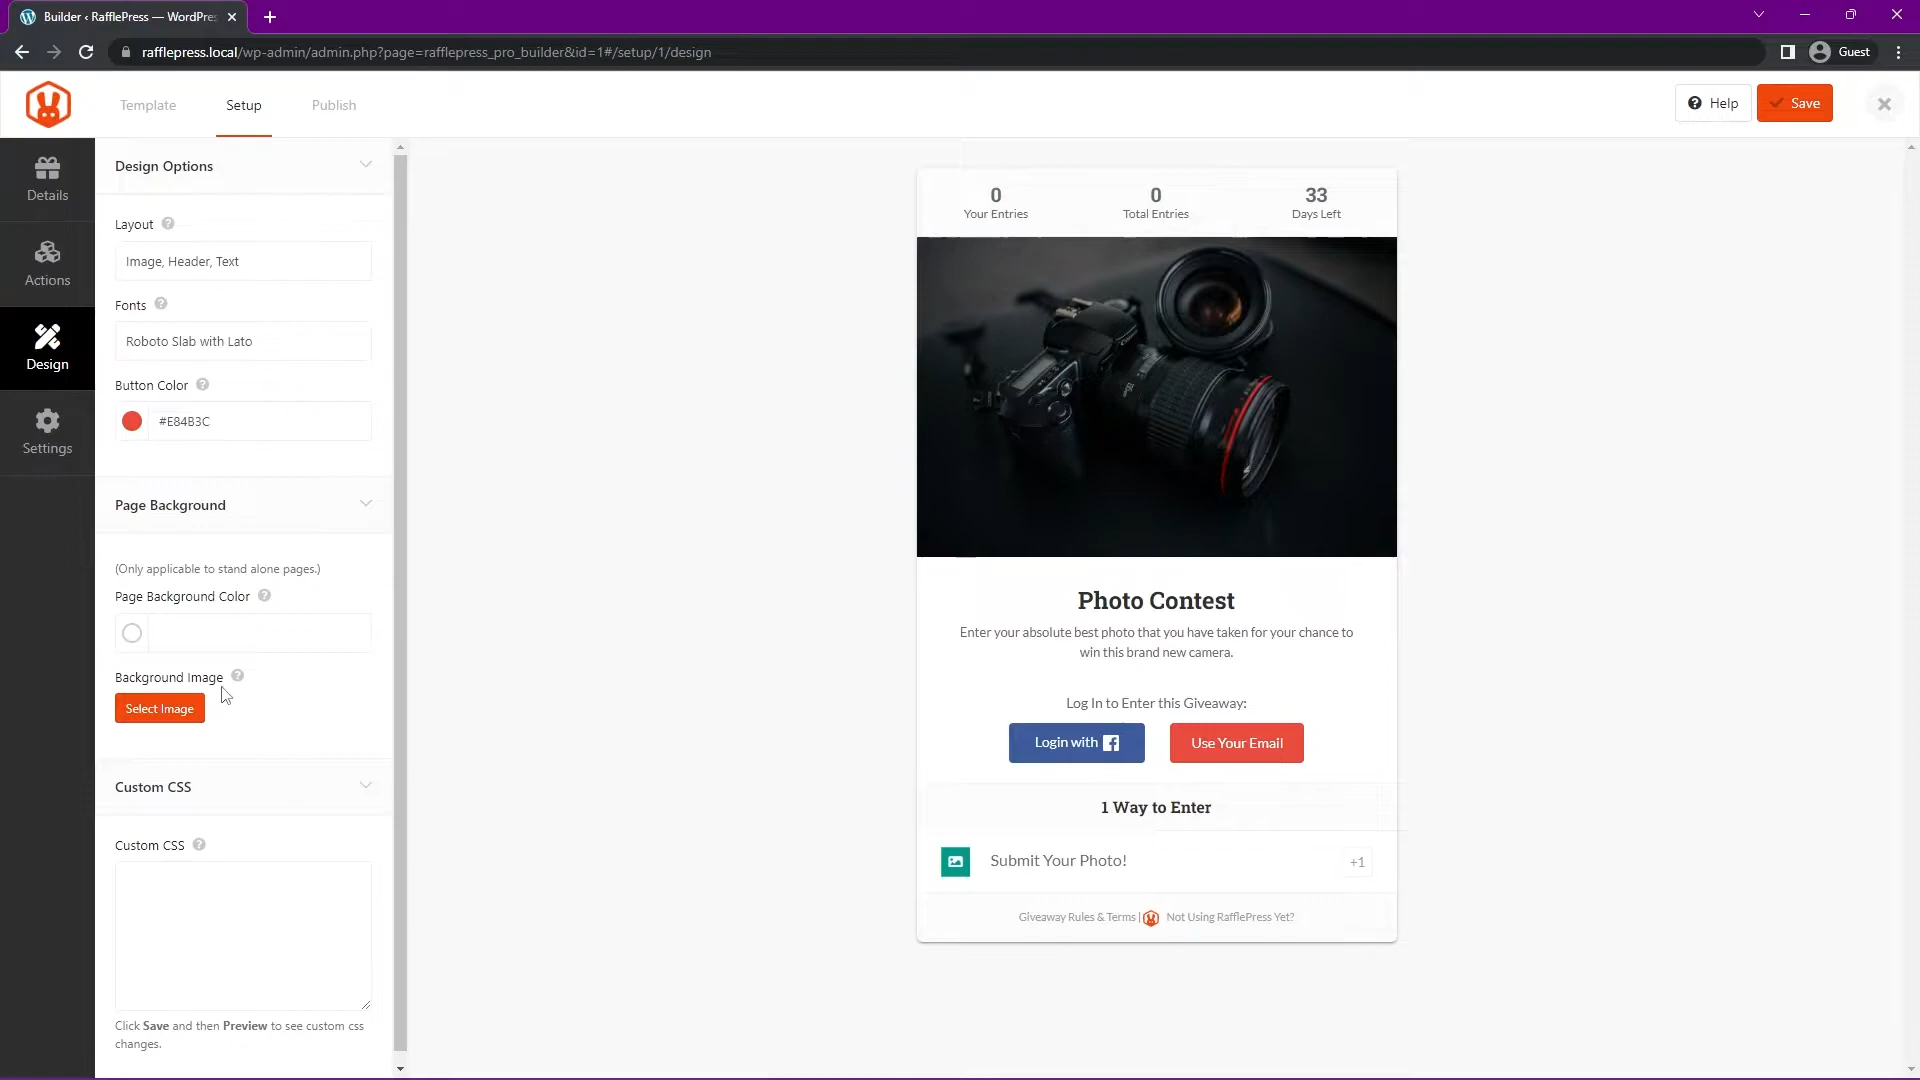 Builder ‹ RafflePress — WordPres
rafflepress.local/wp-admin/admin.php?page=rafflepress_pro_builder&id=1#/setup/1/design
Guest
Template
Setup
Publish
Help
Save
Details
Actions
Design
Settings
Design Options
Layout
Image, Header, Text
Fonts
Roboto Slab with Lato
Button Color
#E84B3C
Page Background
(Only applicable to stand alone pages.)
Page Background Color
Background Image
Select Image
Custom CSS
Custom CSS
Click Save and then Preview to see custom css
changes.
0
Your Entries
0
Total Entries
33
Days Left
Photo Contest
Enter your absolute best photo that you have taken for your chance to
win this brand new camera.
Log In to Enter this Giveaway:
Login with
Use Your Email
1 Way to Enter
Submit Your Photo!
+1
Giveaway Rules & Terms | Not Using RafflePress Yet?